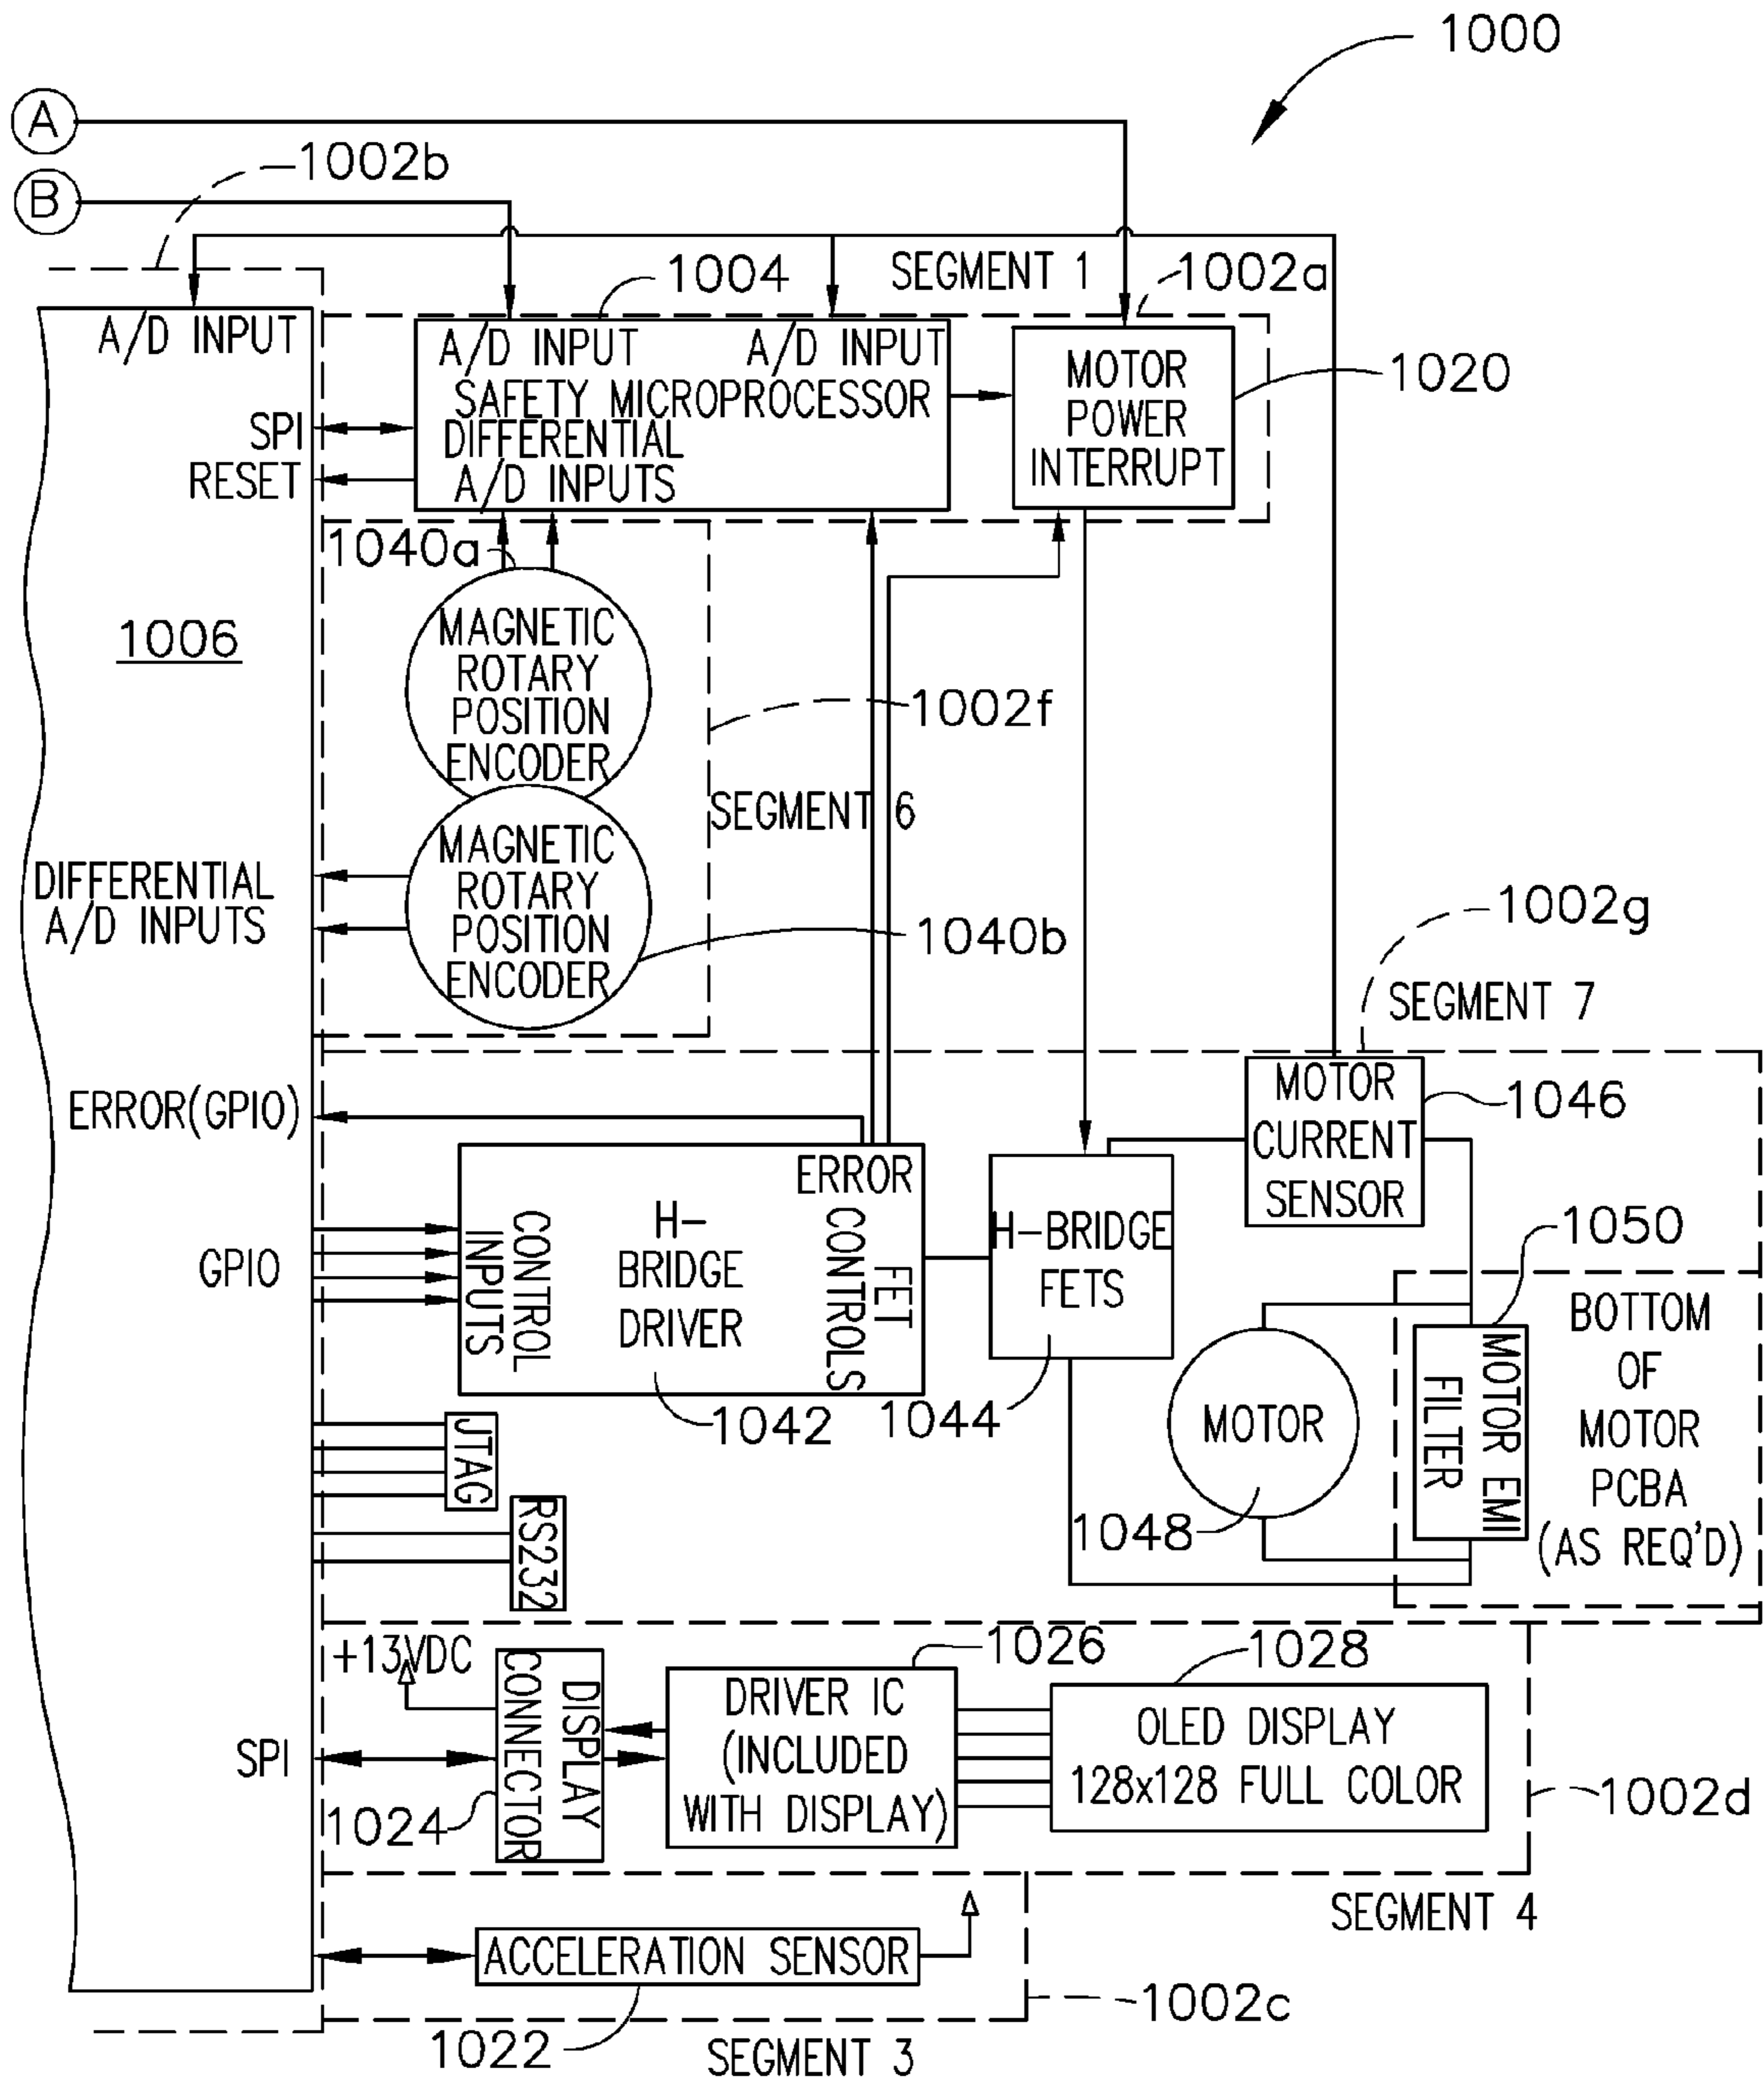 1000
A
1002b
B
SEGMENT 1
1004
1002a
A/D INPUT
A/D INPUT
A/D INPUT
SAFETY MICROPROCESSOR
DIFFERENTIAL
A/D INPUTS
MOTOR
POWER
INTERRUPT
1020
SPI
RESET
1040a
MAGNETIC
ROTARY
POSITION
ENCODER
1006
1002f
SEGMENT 6
MAGNETIC
ROTARY
POSITION
ENCODER
1040b
DIFFERENTIAL
A/D INPUTS
1002g
SEGMENT 7
ERROR(GPIO)
MOTOR
CURRENT
SENSOR
1046
ERROR
CONTROL
INPUTS
H-
BRIDGE
DRIVER
FET
CONTROLS
H-BRIDGE
FETS
GPIO
1050
BOTTOM
OF
MOTOR
PCBA
(AS REQ'D)
MOTOR EMI
FILTER
MOTOR
1042
1044
1048
JTAG
RS232
+13VDC
1026
1028
DISPLAY
CONNECTOR
DRIVER IC
(INCLUDED
WITH DISPLAY)
OLED DISPLAY
128x128 FULL COLOR
SPI
1024
1002d
SEGMENT 4
ACCELERATION SENSOR
1002c
1022
SEGMENT 3